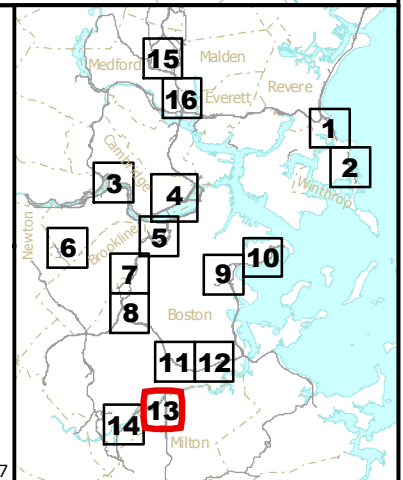 15
Malden
Medford
16
Everett
Revere
1
2
Cambridge
3
4
Winthrop
5
Newton
6
Brookline
10
9
7
8
Boston
11
12
13
14
Milton
7